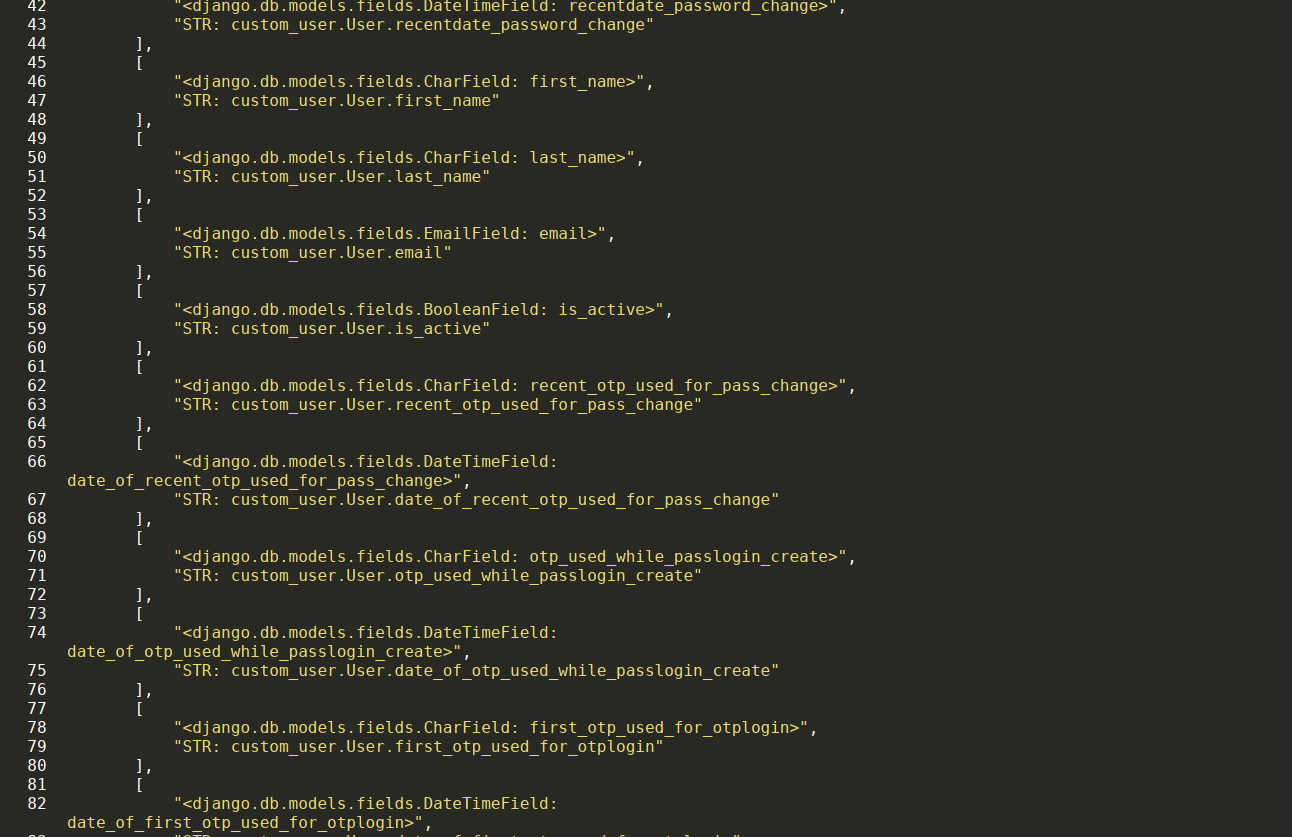 42 "<django.db.models.fields.DateTimeField: recentdate_password_change>",
43 "STR: custom_user.User.recentdate_password_change"
44 ],
45 [
46 "<django.db.models.fields.CharField: first_name>",
47 "STR: custom_user.User.first_name"
48 ],
49 [
50 "<django.db.models.fields.CharField: last_name>",
51 "STR: custom_user.User.last_name"
52 ],
53 [
54 "<django.db.models.fields.EmailField: email>",
55 "STR: custom_user.User.email"
56 ],
57 [
58 "<django.db.models.fields.BooleanField: is_active>",
59 "STR: custom_user.User.is_active"
60 ],
61 [
62 "<django.db.models.fields.CharField: recent_otp_used_for_pass_change>",
63 "STR: custom_user.User.recent_otp_used_for_pass_change"
64 ],
65 [
66 "<django.db.models.fields.DateTimeField:
date_of_recent_otp_used_for_pass_change>",
67 "STR: custom_user.User.date_of_recent_otp_used_for_pass_change"
68 ],
69 [
70 "<django.db.models.fields.CharField: otp_used_while_passlogin_create>",
71 "STR: custom_user.User.otp_used_while_passlogin_create"
72 ],
73 [
74 "<django.db.models.fields.DateTimeField:
date_of_otp_used_while_passlogin_create>",
75 "STR: custom_user.User.date_of_otp_used_while_passlogin_create"
76 ],
77 [
78 "<django.db.models.fields.CharField: first_otp_used_for_otplogin>",
79 "STR: custom_user.User.first_otp_used_for_otplogin"
80 ],
81 [
82 "<django.db.models.fields.DateTimeField:
date_of_first_otp_used_for_otplogin>",